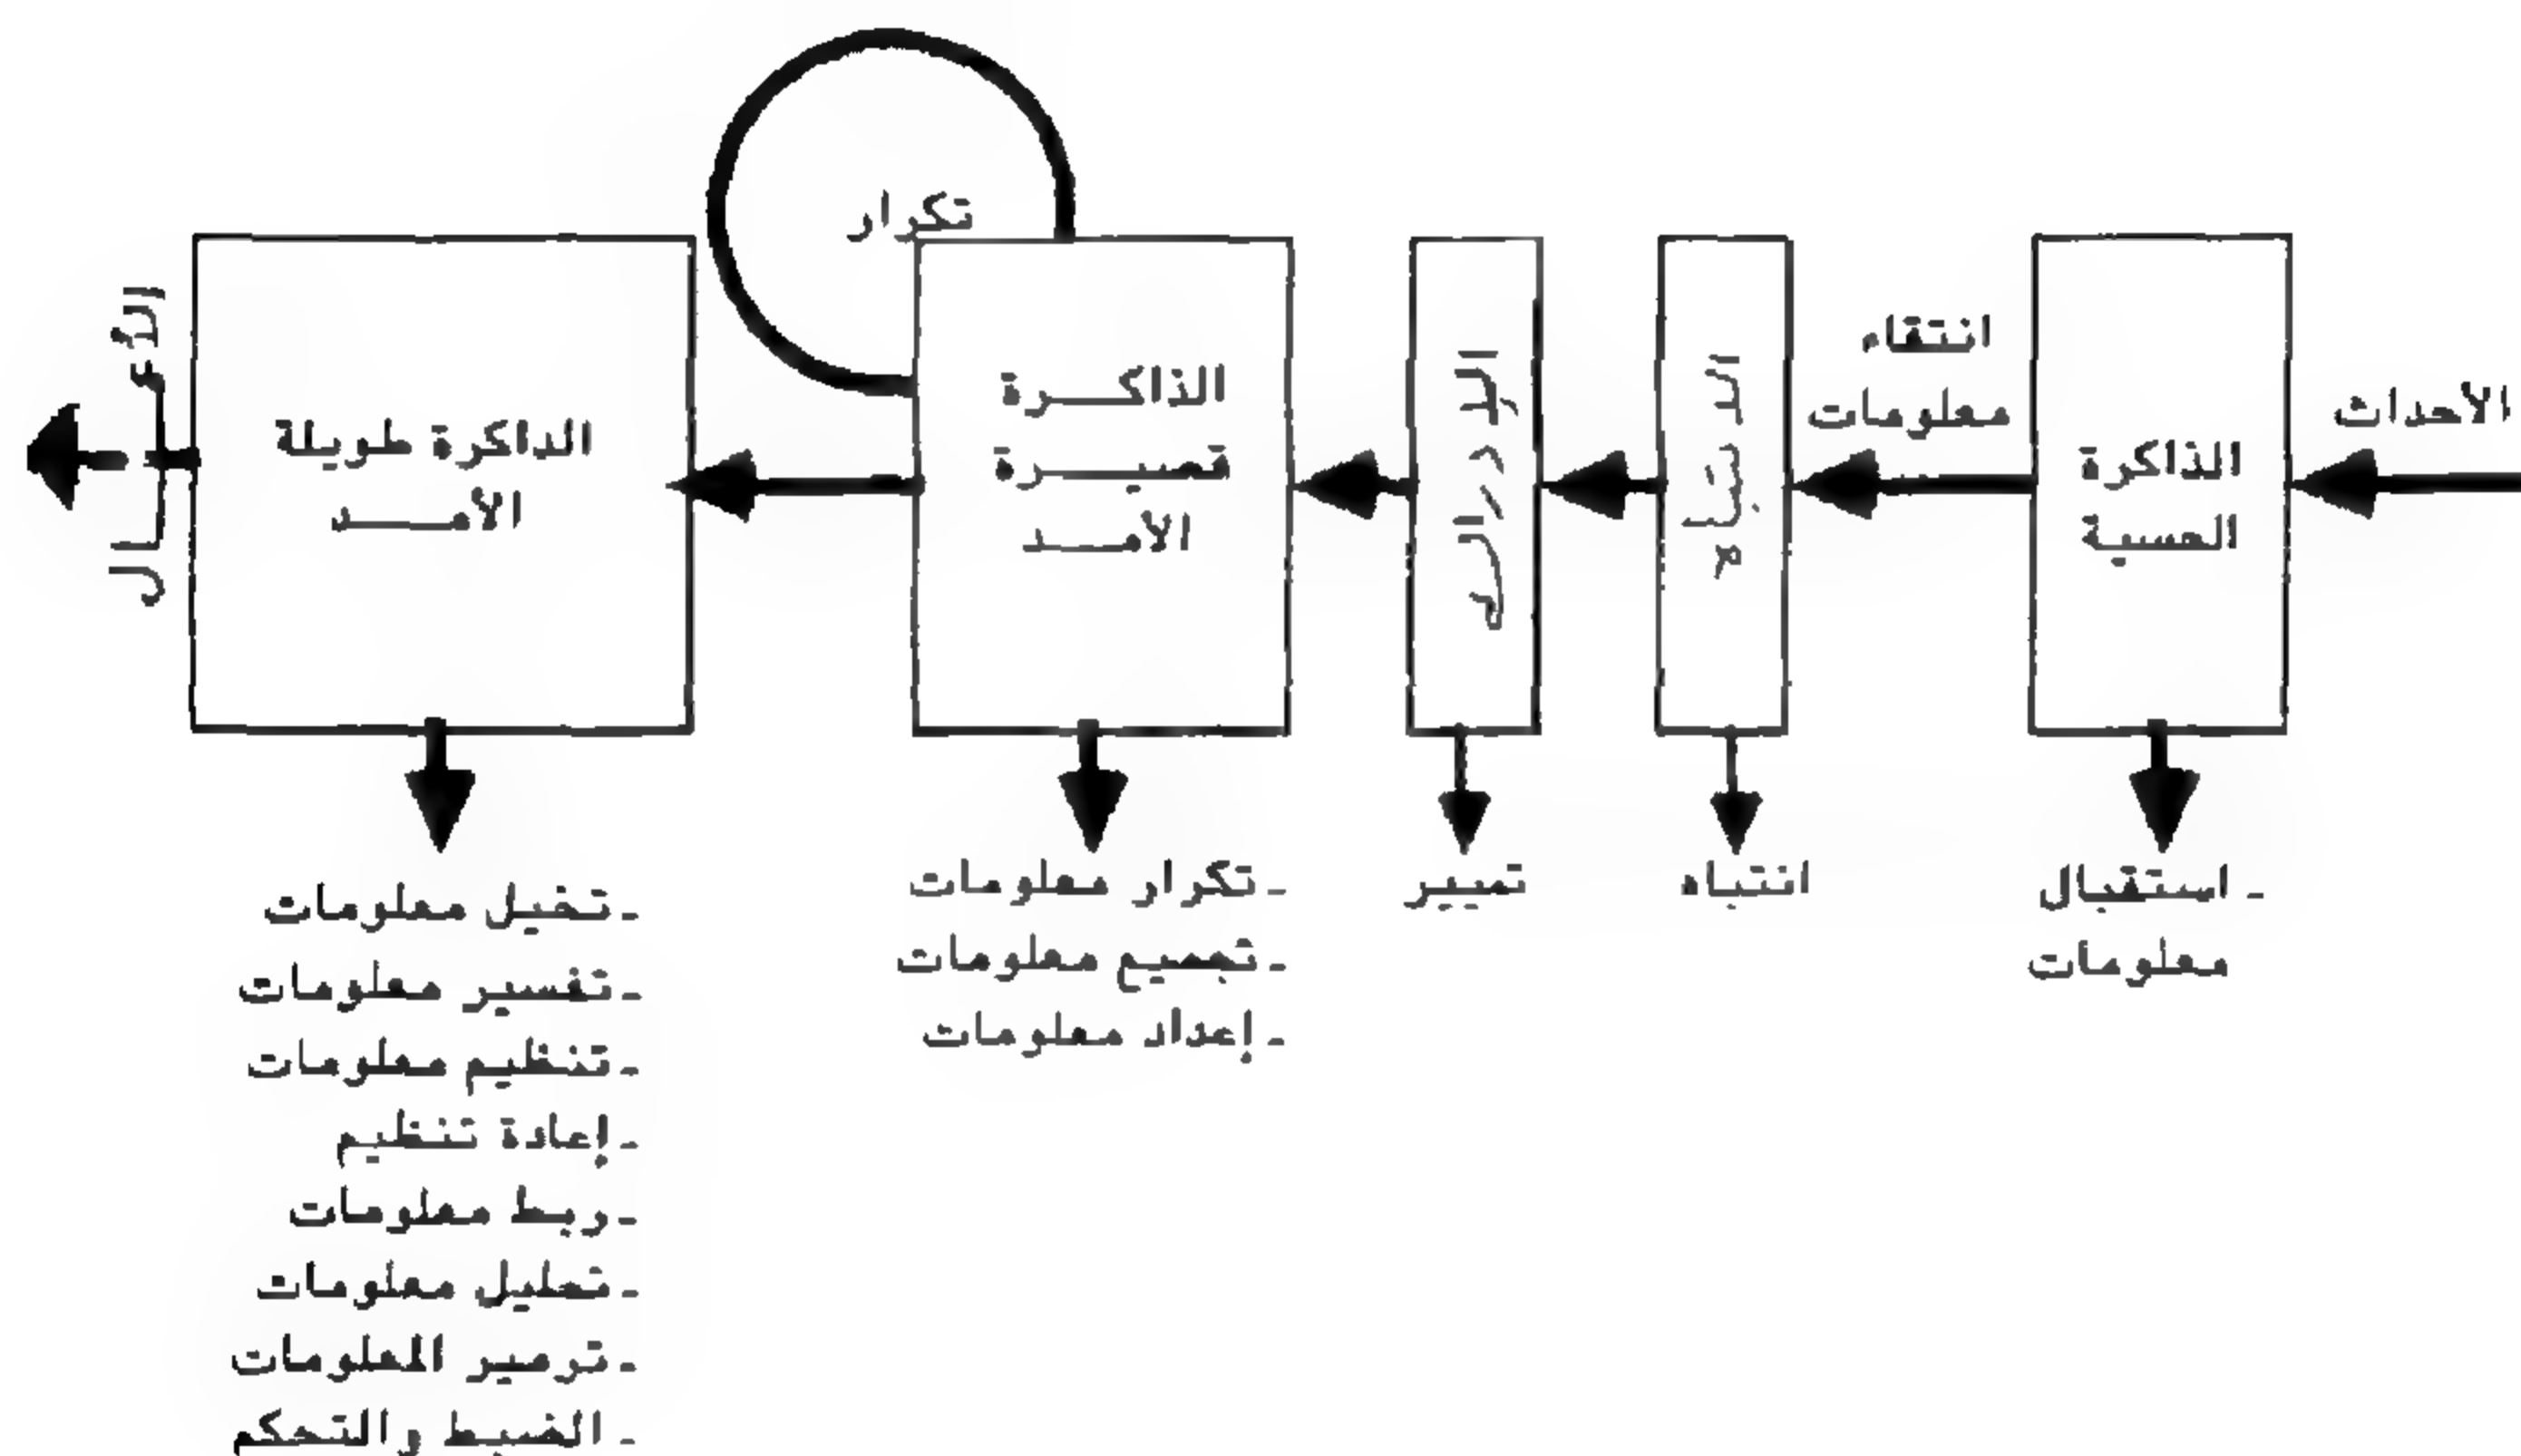 تكرار
الأحداث
انتقاء
معلومات
الذاكرة
الحسية
الانتباه
الإدراك
الذاكرة
قصيرة
الأمد
الذاكرة طويلة
الأمد
- استقبال
معلومات
انتباه
تمييز
- تكرار معلومات
- تجميع معلومات
- إعداد معلومات
- تخيل معلومات
- تفسير معلومات
- تنظيم معلومات
- إعادة تنظيم
- ربط معلومات
- تحليل معلومات
- ترميز المعلومات
- الضبط والتحكم